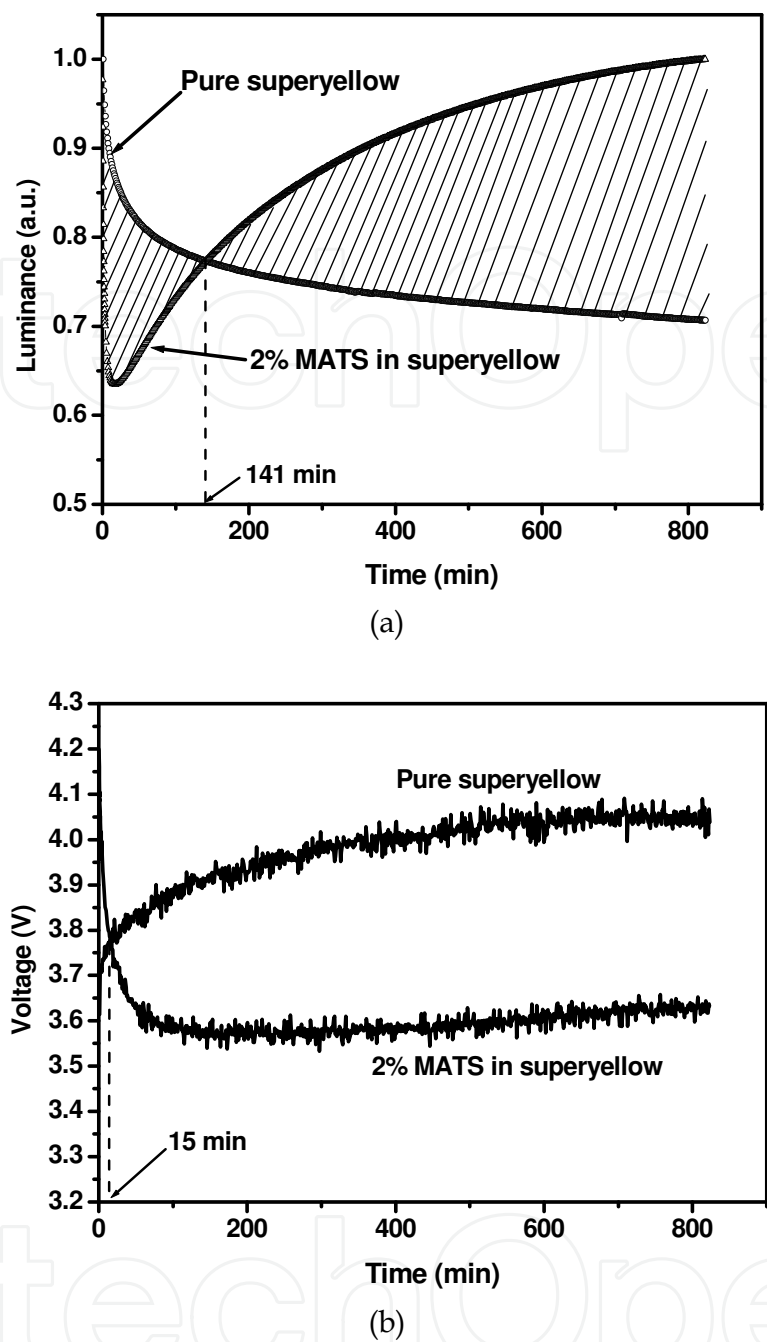 1.0
Pure superyellow
0.9
0.8
0.7
2% MATS in superyellow
0.6
141 min
0.5
0 200 400 600 800
Luminance (a.u.)
Time (min)
(a)
4.3
4.2
4.1
Pure superyellow
4.0
3.9
3.8
3.7
3.6
2% MATS in superyellow
3.5
3.4
3.3
15 min
3.2
0 200 400 600 800
Voltage (V)
Time (min)
(b)